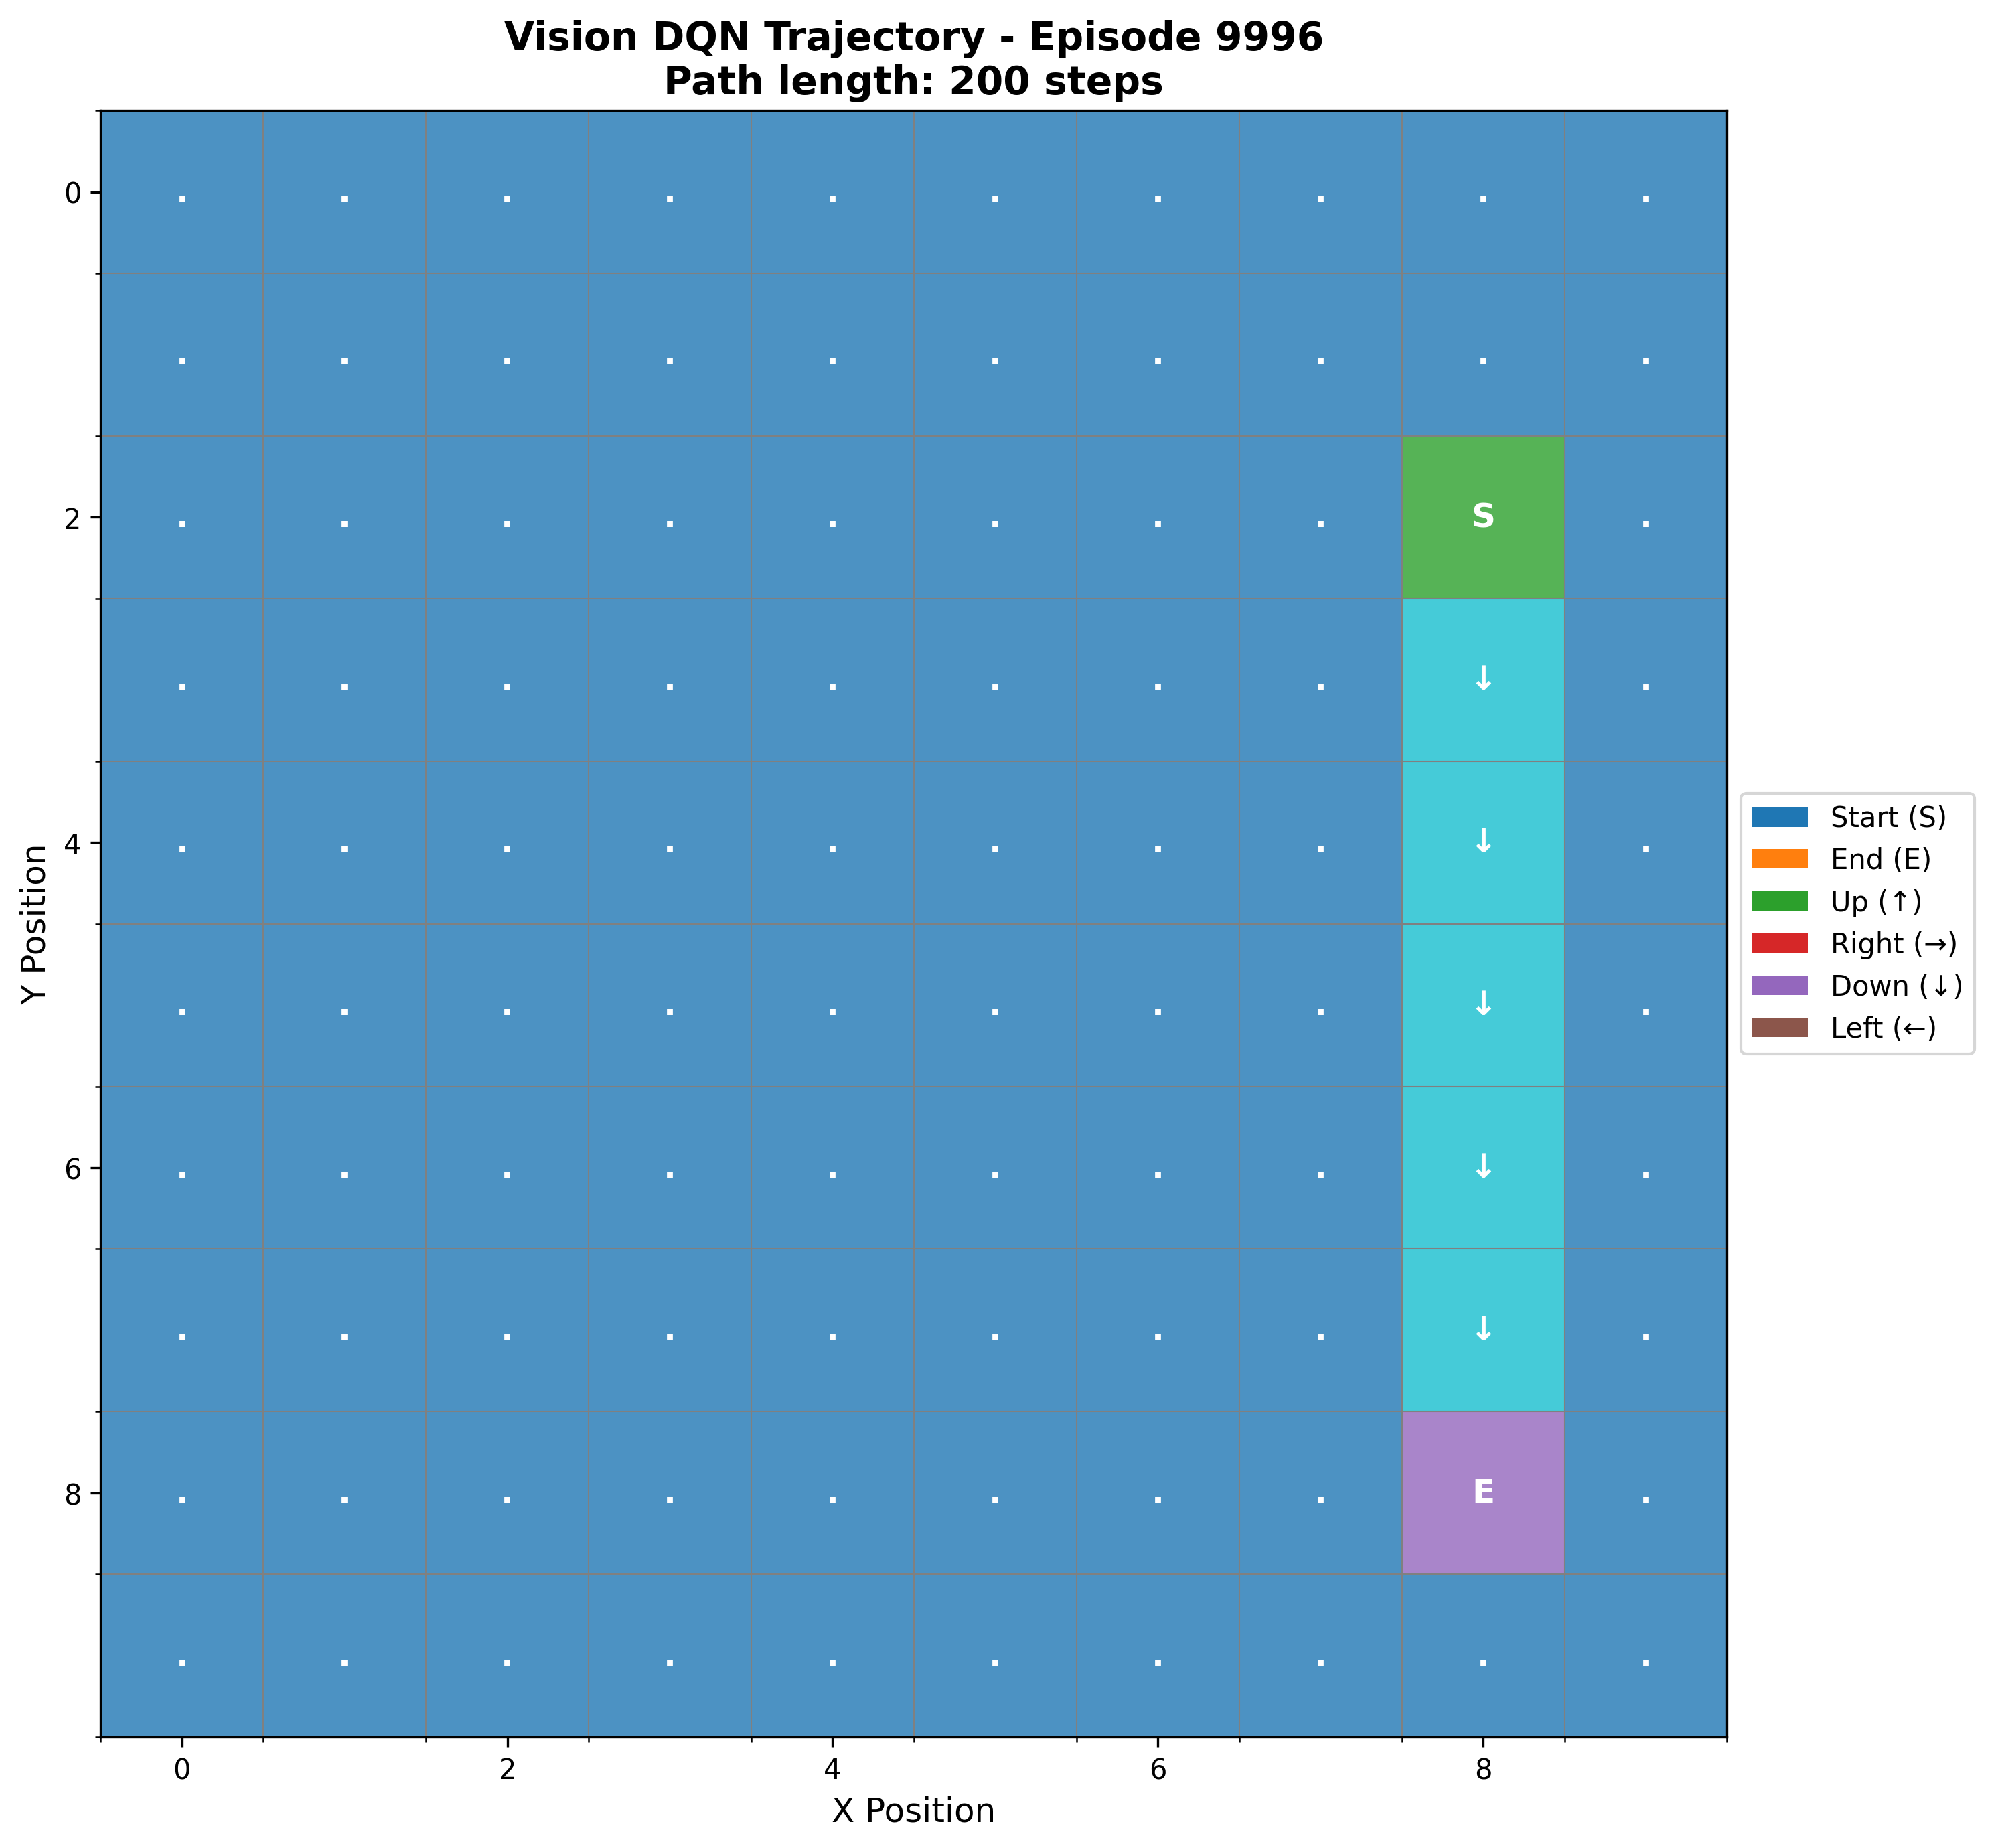 Vision DQN Trajectory - Episode 9996
Path length: 200 steps
0
2
S
↓
↓
4
↓
↓
6
↓
8
E
0 2 4 6 8
X Position
Y Position
Start (S)
End (E)
Up (↑)
Right (→)
Down (↓)
Left (←)